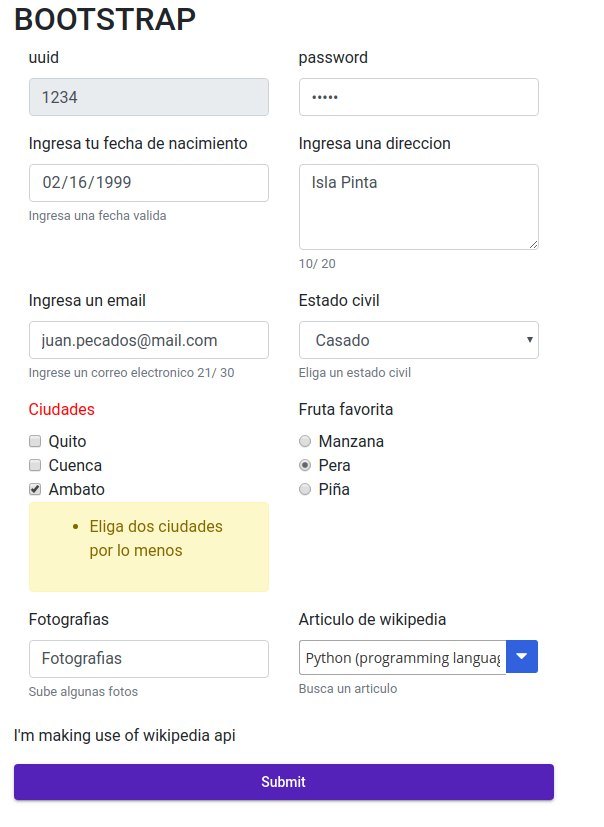 BOOTSTRAP
uuid
password
1234
•••••
Ingresa tu fecha de nacimiento
Ingresa una direccion
02/16/1999
Isla Pinta
Ingresa una fecha valida
10/ 20
Ingresa un email
Estado civil
juan.pecados@mail.com
Casado
Ingrese un correo electronico 21/ 30
Eliga un estado civil
Ciudades
Fruta favorita
Quito
Manzana
Cuenca
Pera
Ambato
Piña
• Eliga dos ciudades
por lo menos
Fotografias
Articulo de wikipedia
Fotografias
Python (programming languag
Sube algunas fotos
Busca un articulo
I'm making use of wikipedia api
Submit